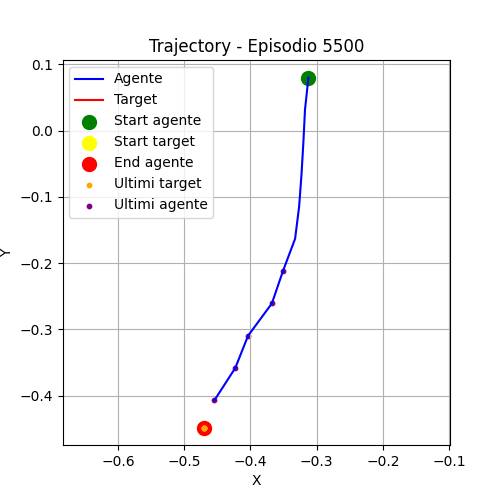 Trajectory - Episodio 5500
0.1
0.0
−0.1
−0.2
−0.3
−0.4
Y
Agente
Target
Start agente
Start target
End agente
Ultimi target
Ultimi agente
−0.6
−0.5
−0.4
−0.3
−0.2
−0.1
X